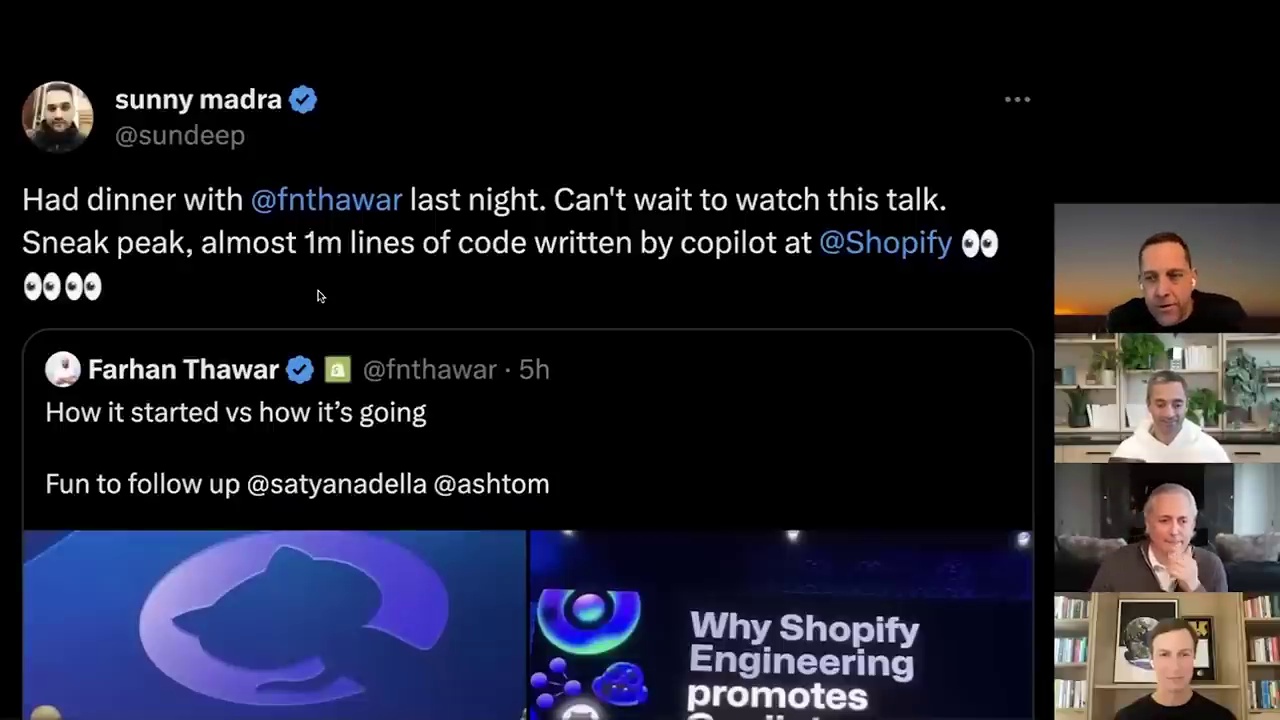 sunny madra
@sundeep
Had dinner with @fnthawar last night. Can't wait to watch this talk.
Sneak peak, almost 1m lines of code written by copilot at @Shopify 👀
👀👀
Farhan Thawar @fnthawar · 5h
How it started vs how it’s going
Fun to follow up @satyanadella @ashtom
Why Shopify
Engineering
promotes